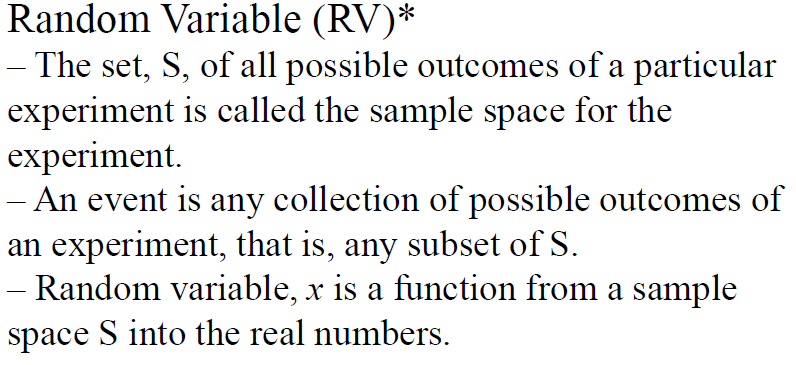 Random Variable (RV)*
– The set, S, of all possible outcomes of a particular
experiment is called the sample space for the
experiment.
– An event is any collection of possible outcomes of
an experiment, that is, any subset of S.
– Random variable, x is a function from a sample
space S into the real numbers.